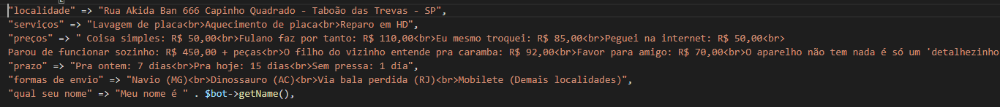 "localidade" => "Rua Akida Ban 666 Capinho Quadrado - Taboão das Trevas - SP",
"serviços" => "Lavagem de placa<br>Aquecimento de placa<br>Reparo em HD",
"preços" => " Coisa simples: R$ 50,00<br>Fulano faz por tanto: R$ 110,00<br>Eu mesmo troquei: R$ 85,00<br>Peguei na internet: R$ 50,00<br>
Parou de funcionar sozinho: R$ 450,00 + peças<br>O filho do vizinho entende pra caramba: R$ 92,00<br>Favor para amigo: R$ 70,00<br>O aparelho não tem nada é só um 'detalhezinho
"prazo" => "Pra ontem: 7 dias<br>Pra hoje: 15 dias<br>Sem pressa: 1 dia",
"formas de envio" => "Navio (MG)<br>Dinossauro (AC)<br>Via bala perdida (RJ)<br>Mobilete (Demais localidades)",
"qual seu nome" => "Meu nome é " . $bot->getName(),